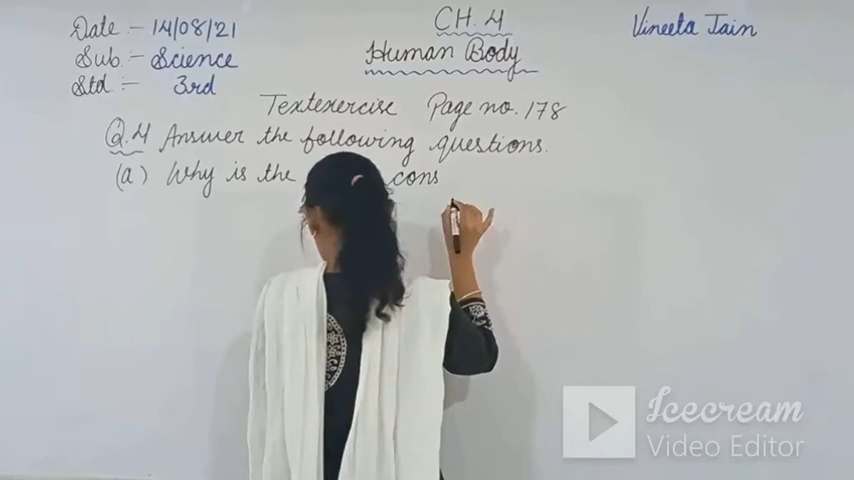 Date :- 14/08/21
CH. 4
Vineeta Jain
Sub. :- Science
Human Body
Std :- 3rd
Textexercise Page no. 178
Q.4 Answer the following questions.
(a) Why is the cons
Icecream
Video Editor